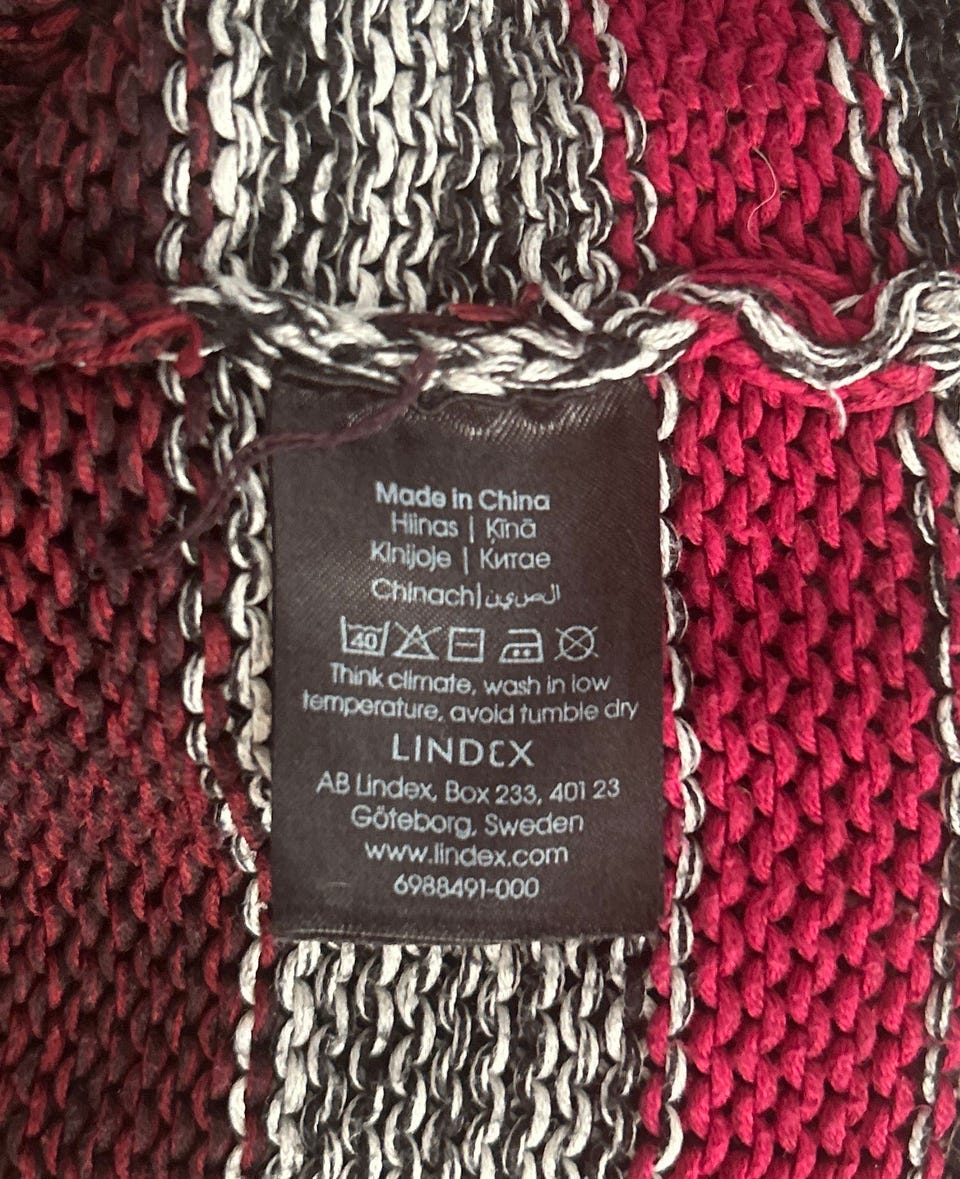 Made in China
Hiinas | Ķīnā
Kinijoje | Китае
Chinach | الصين
40
Think climate, wash in low
temperature, avoid tumble dry
LINDEX
AB Lindex, Box 233, 401 23
Göteborg, Sweden
www.lindex.com
6988491-000